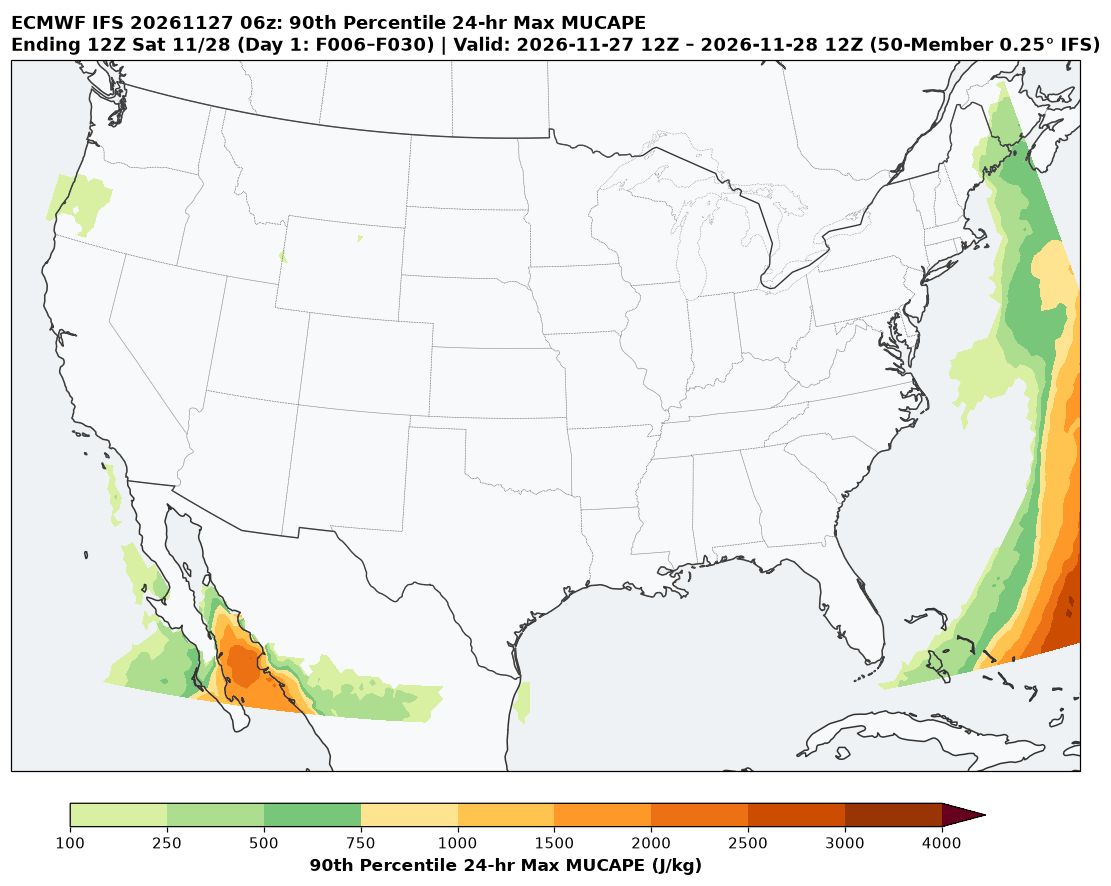 ECMWF IFS 20261127 06z: 90th Percentile 24-hr Max MUCAPE
Ending 12Z Sat 11/28 (Day 1: F006–F030) | Valid: 2026-11-27 12Z – 2026-11-28 12Z (50-Member 0.25° IFS)
100 250 500 750 1000 1500 2000 2500 3000 4000
90th Percentile 24-hr Max MUCAPE (J/kg)